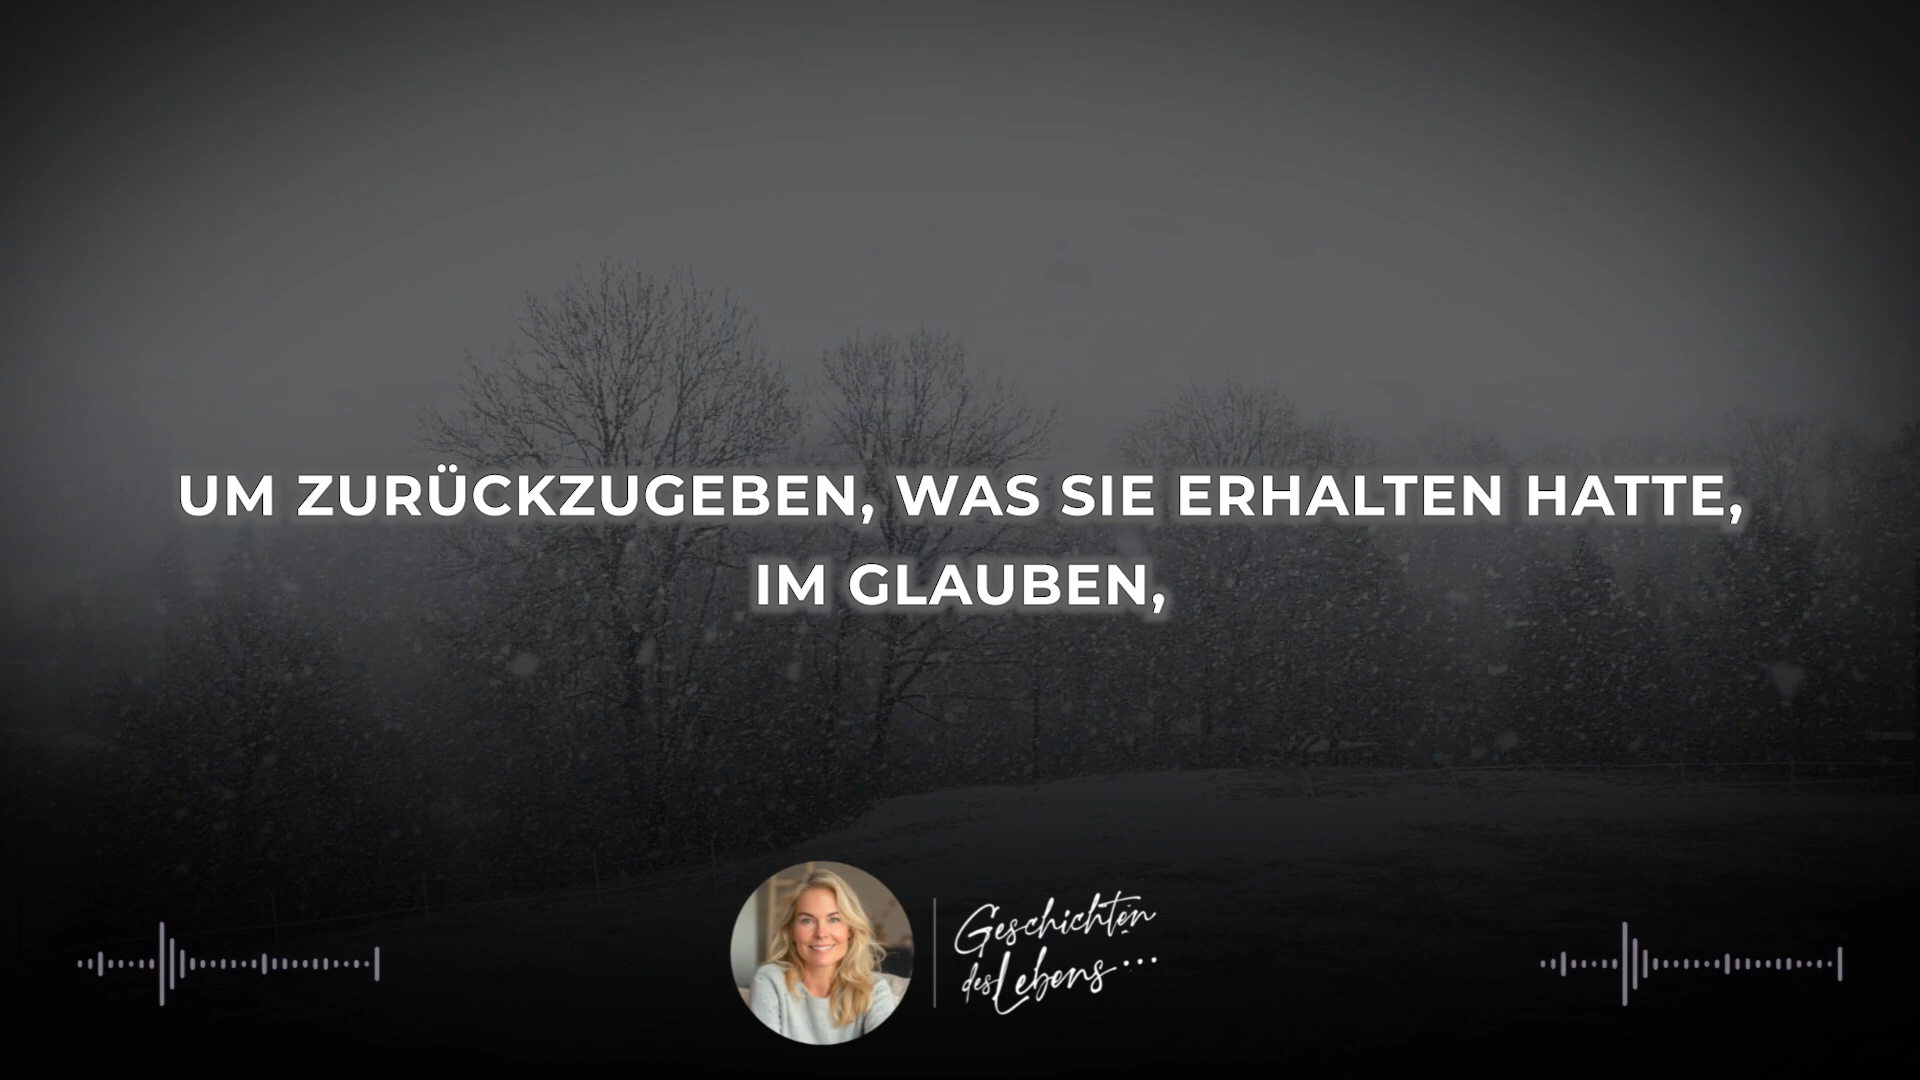 UM ZURÜCKZUGEBEN, WAS SIE ERHALTEN HATTE,
IM GLAUBEN,
Geschichten
des Lebens...